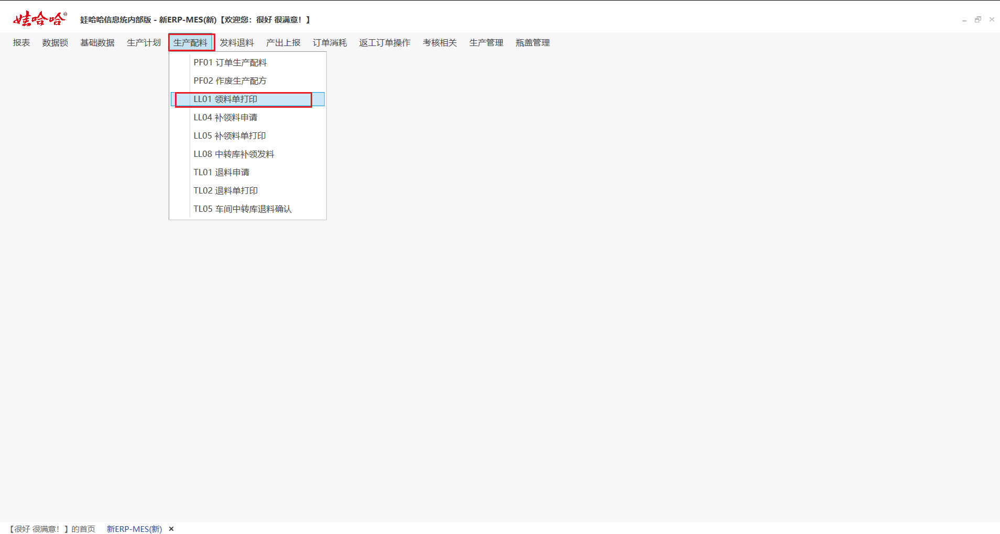 娃哈哈®
娃哈哈信息统内部版 - 新ERP-MES(新)【欢迎您：很好 很满意！】
报表 数据锁 基础数据 生产计划 生产配料 发料退料 产出上报 订单消耗 返工订单操作 考核相关 生产管理 瓶盖管理
PF01 订单生产配料
PF02 作废生产配方
LL01 领料单打印
LL04 补领料申请
LL05 补领料单打印
LL08 中转库补领发料
TL01 退料申请
TL02 退料单打印
TL05 车间中转库退料确认
【很好 很满意！】的首页 新ERP-MES(新)